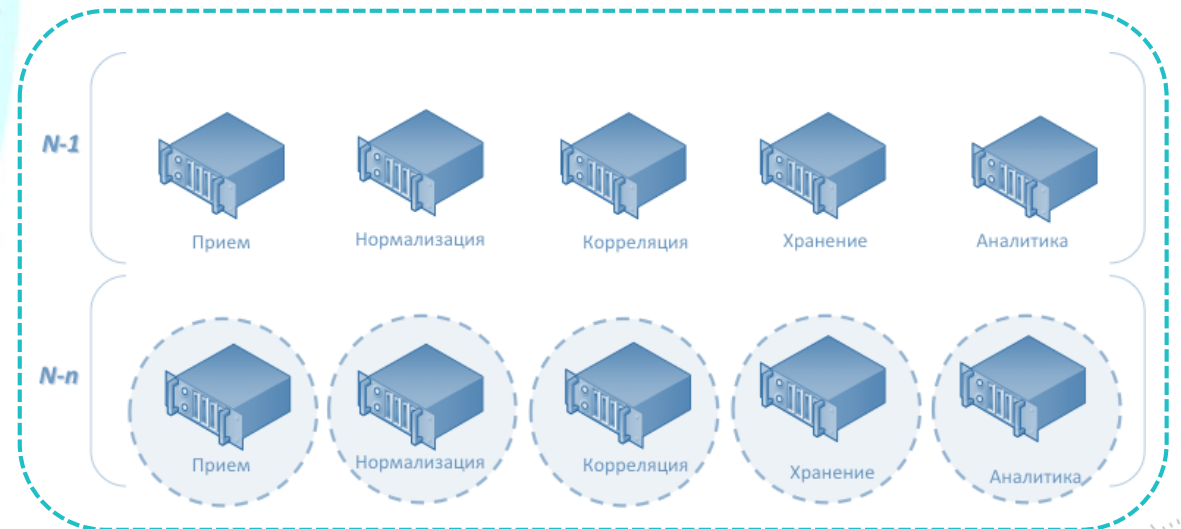 N-1
Прием
Нормализация
Корреляция
Хранение
Аналитика
N-n
Прием
Нормализация
Корреляция
Хранение
Аналитика